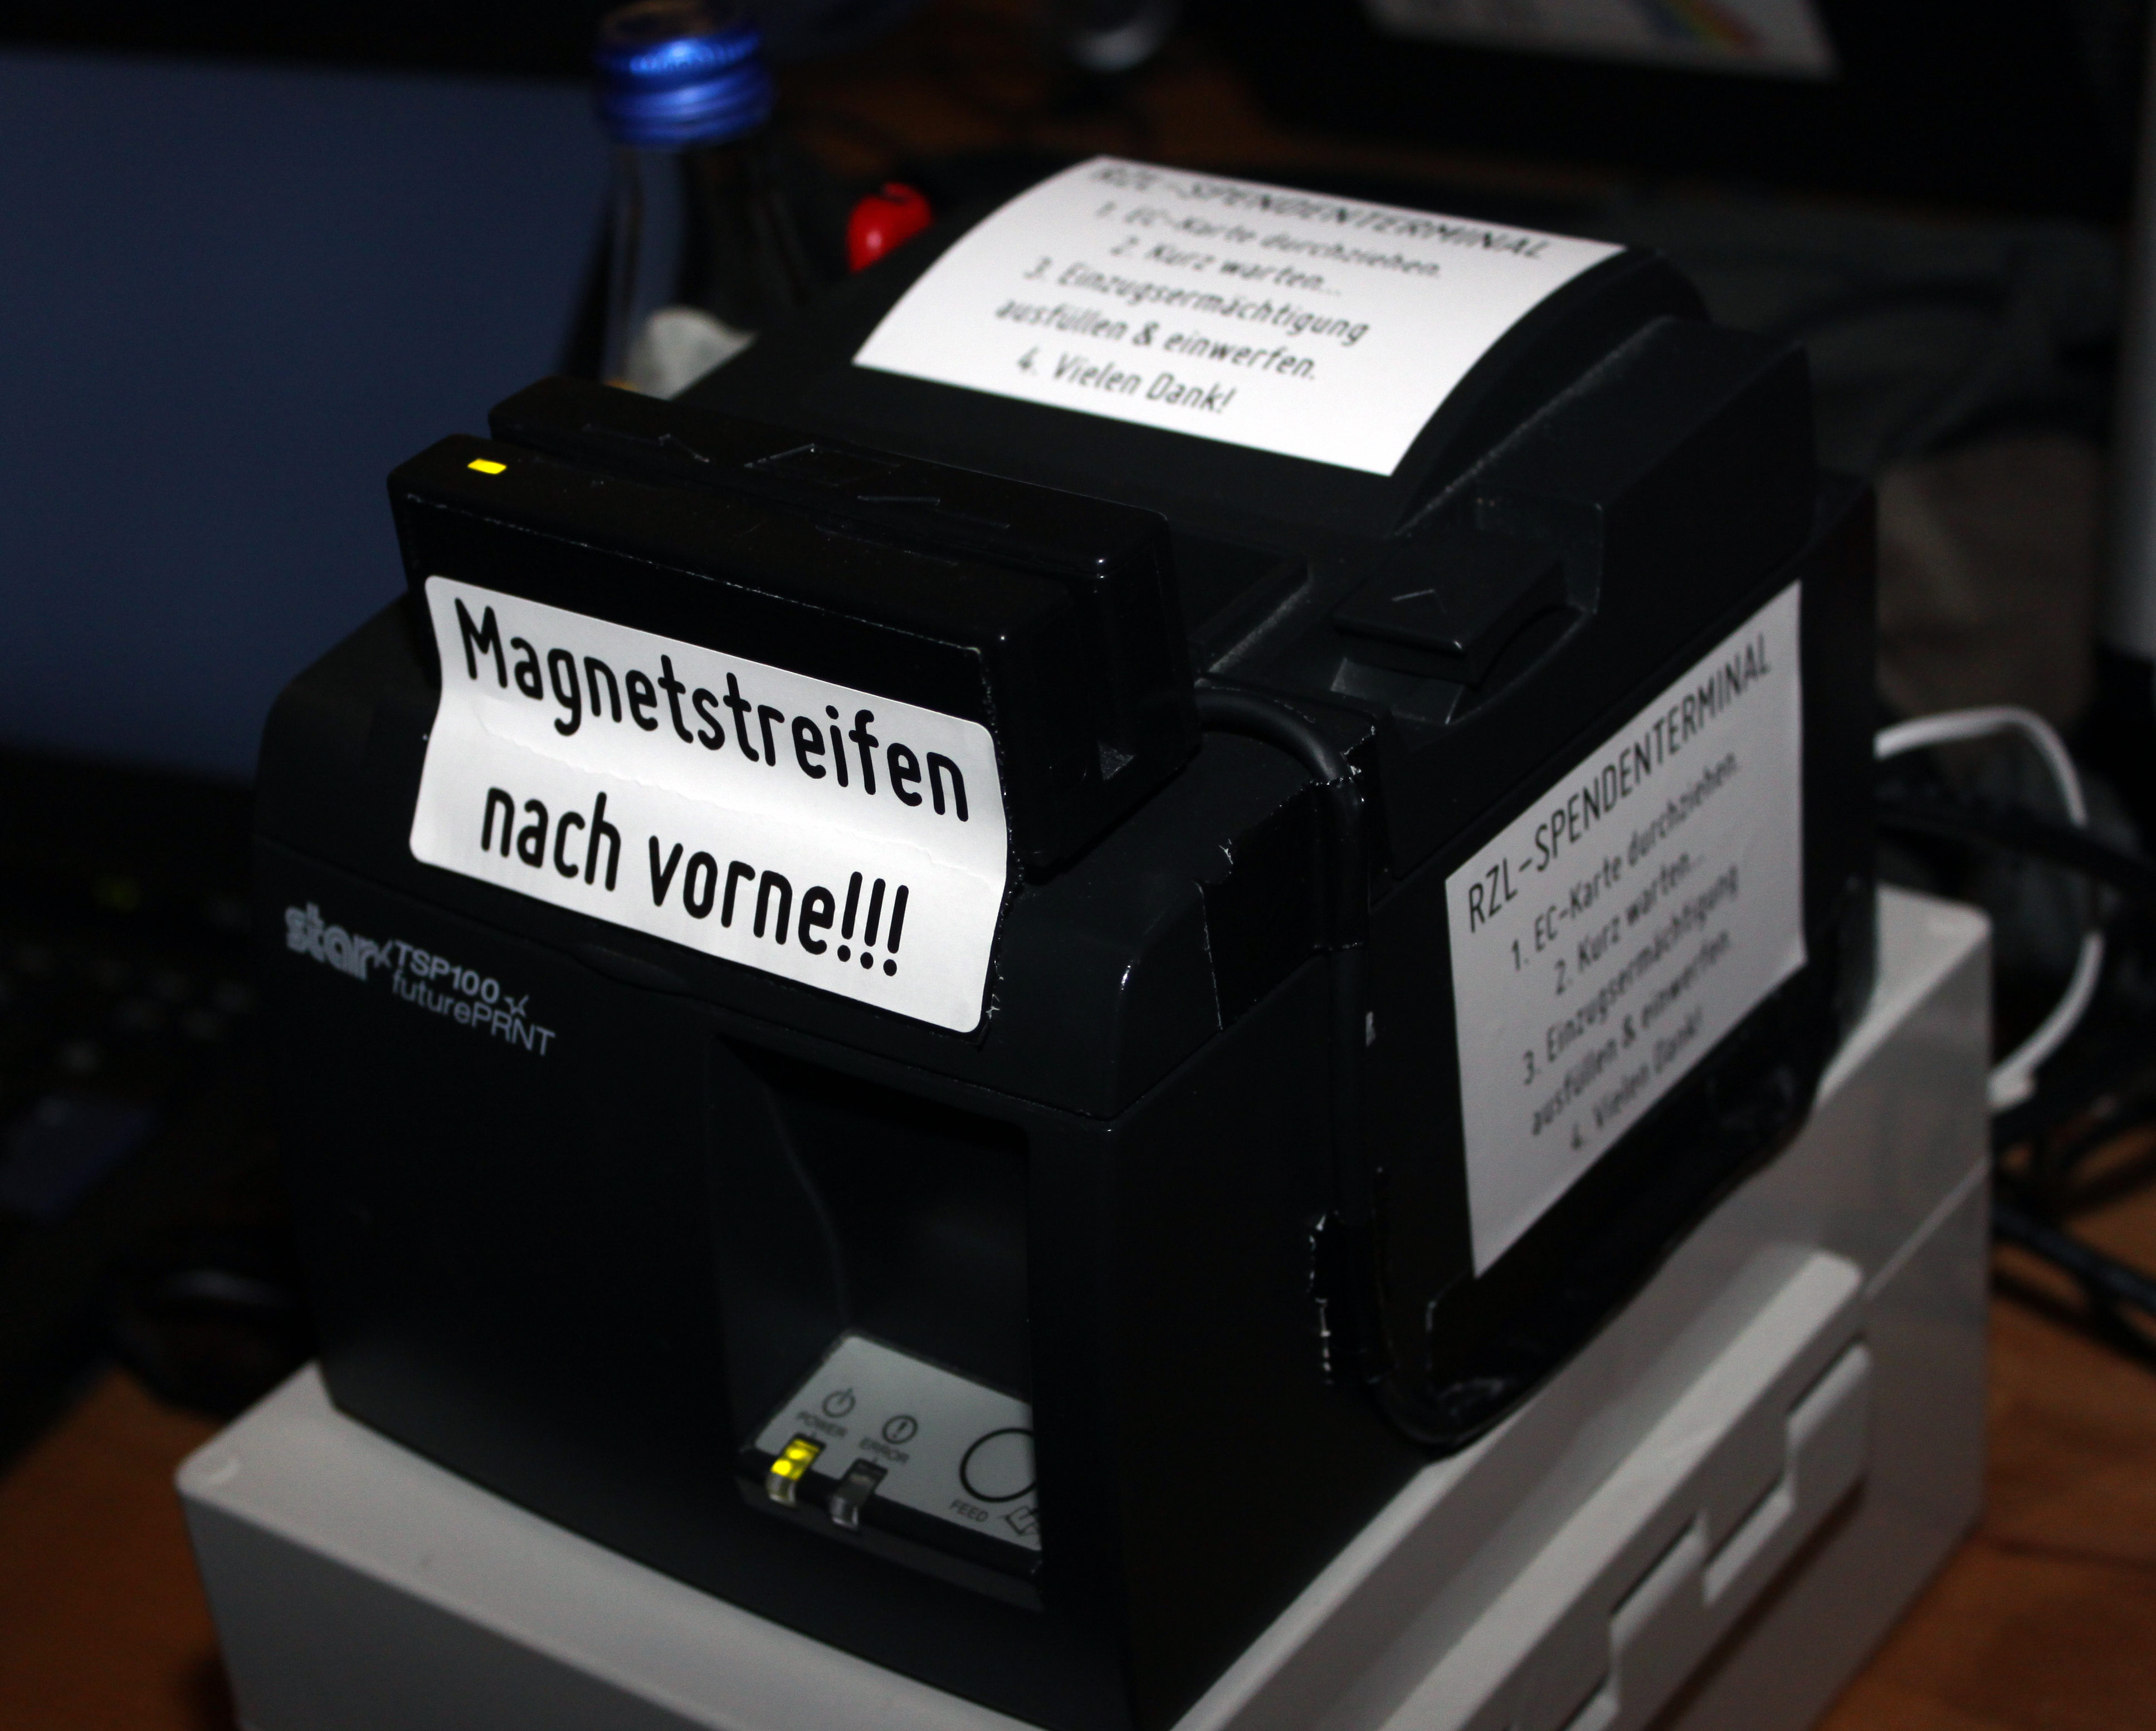 RZL-SPENDENTERMINAL
1. EC-Karte durchziehen.
2. Kurz warten...
3. Einzugsermächtigung
ausfüllen & einwerfen.
4. Vielen Dank!
Magnetstreifen
nach vorne!!!
star TSP100
futurePRNT
RZL-SPENDENTERMINAL
1. EC-Karte durchziehen.
2. Kurz warten...
3. Einzugsermächtigung
ausfüllen & einwerfen.
4. Vielen Dank!
POWER
ERROR
FEED